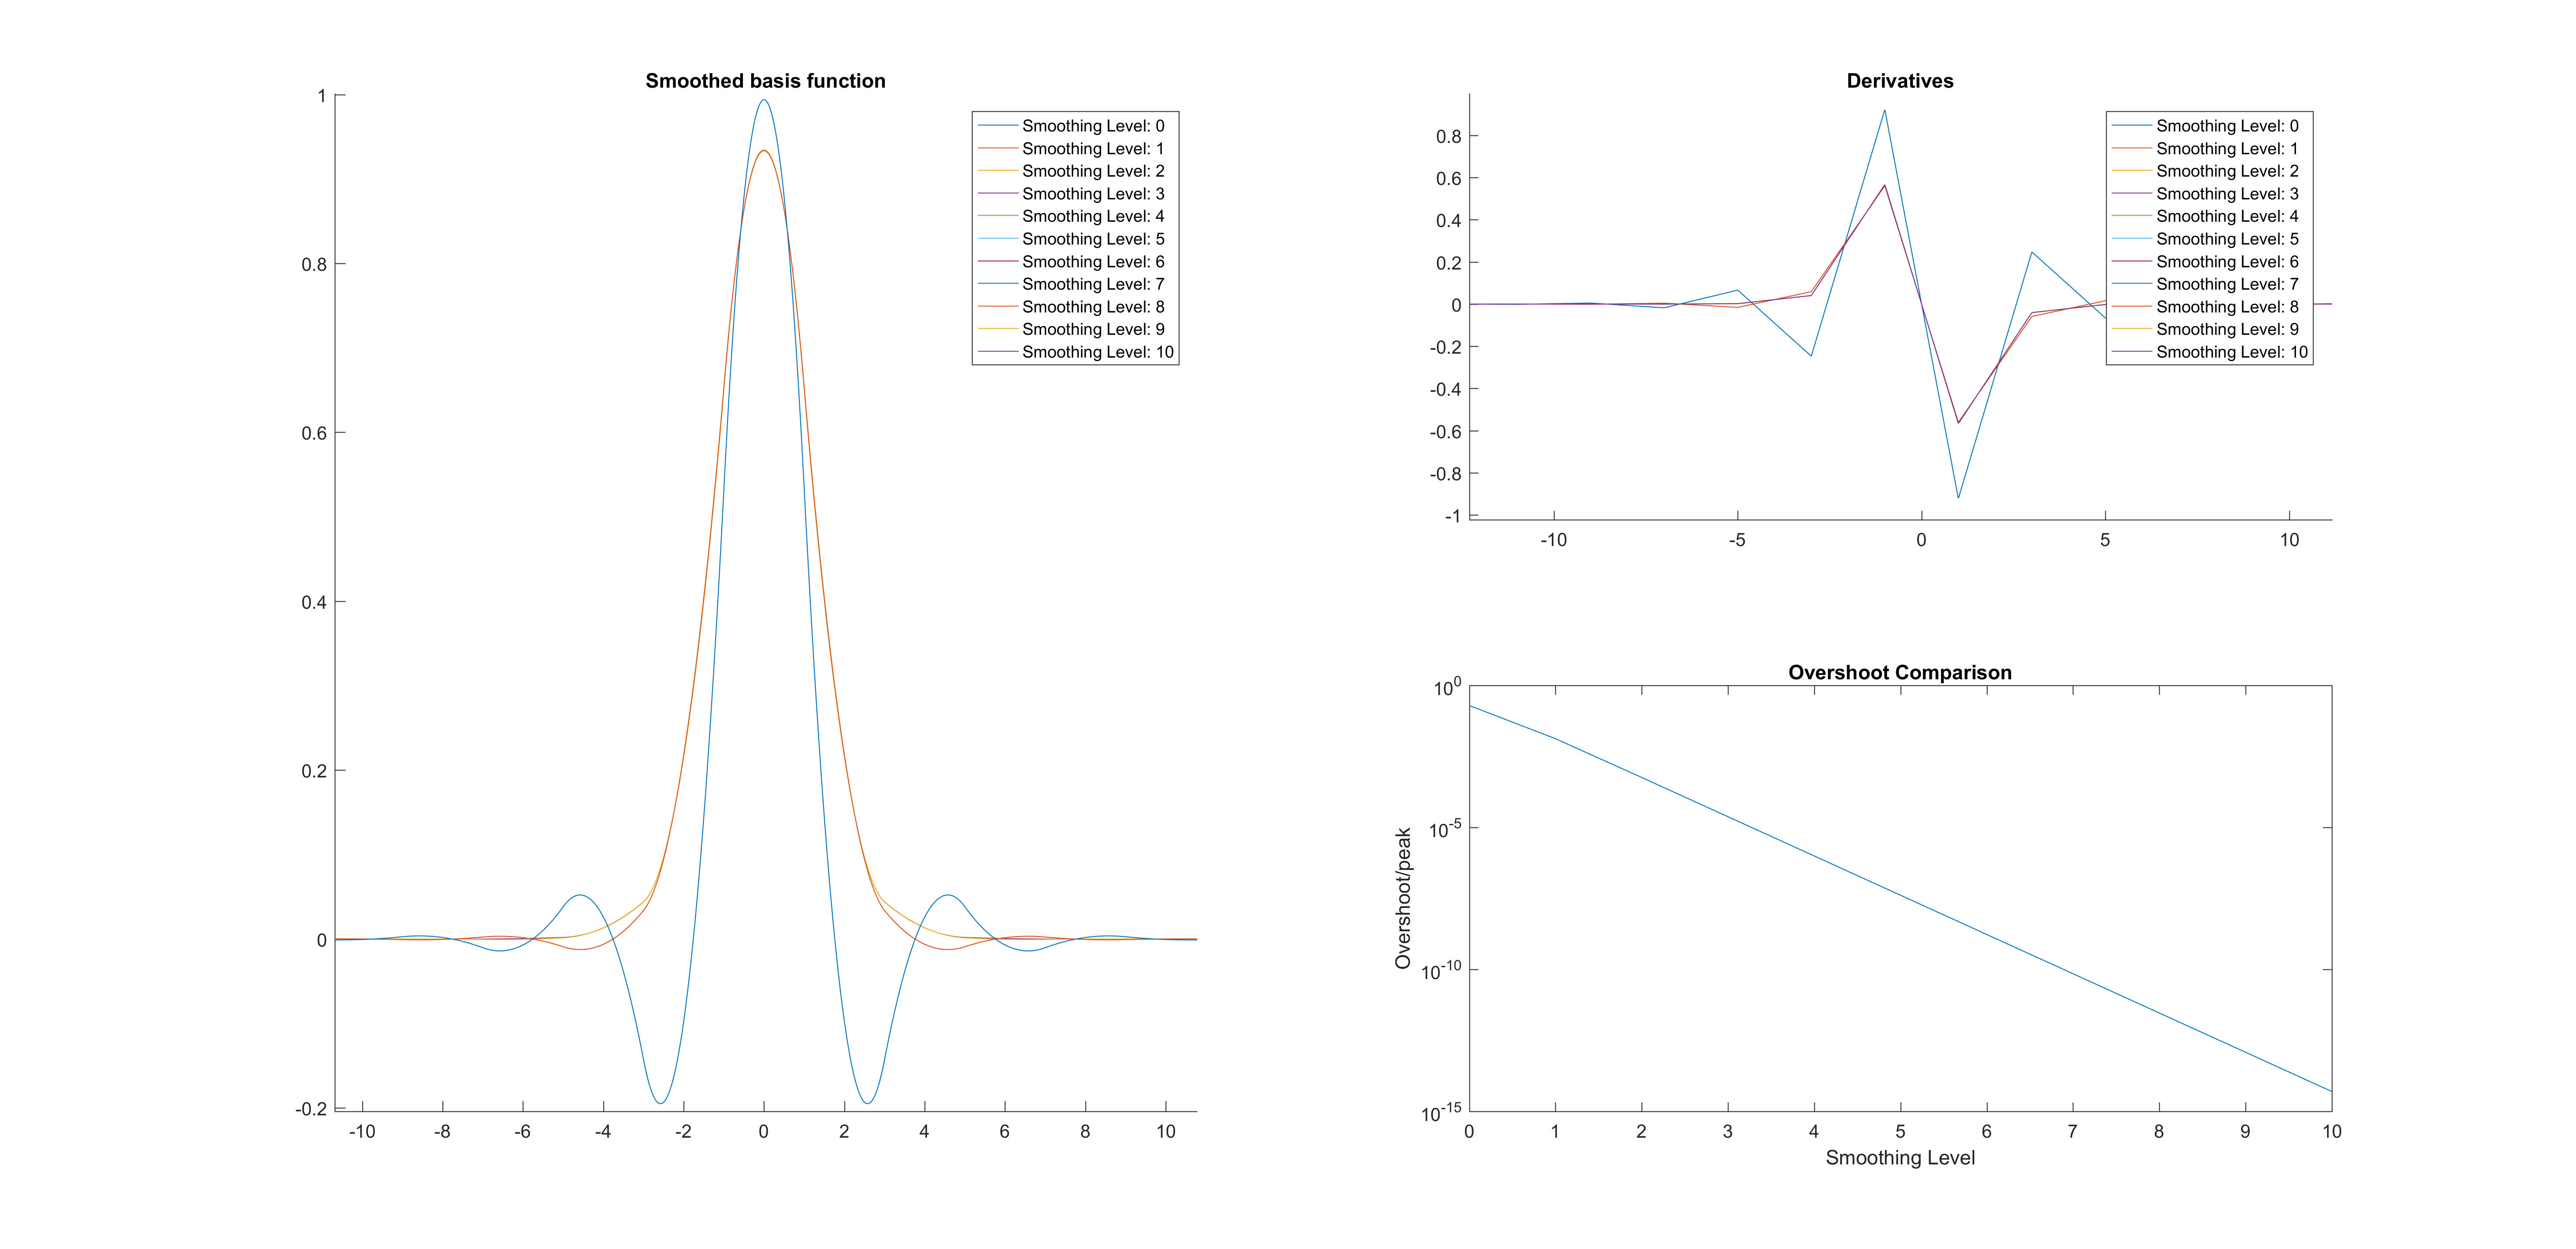 Smoothed basis function
1
0.8
0.6
0.4
0.2
0
-0.2
-10 -8 -6 -4 -2 0 2 4 6 8 10
Smoothing Level: 0
Smoothing Level: 1
Smoothing Level: 2
Smoothing Level: 3
Smoothing Level: 4
Smoothing Level: 5
Smoothing Level: 6
Smoothing Level: 7
Smoothing Level: 8
Smoothing Level: 9
Smoothing Level: 10
Derivatives
0.8
0.6
0.4
0.2
0
-0.2
-0.4
-0.6
-0.8
-1
-10 -5 0 5 10
Smoothing Level: 0
Smoothing Level: 1
Smoothing Level: 2
Smoothing Level: 3
Smoothing Level: 4
Smoothing Level: 5
Smoothing Level: 6
Smoothing Level: 7
Smoothing Level: 8
Smoothing Level: 9
Smoothing Level: 10
Overshoot Comparison
Overshoot/peak
10^0
10^-5
10^-10
10^-15
0 1 2 3 4 5 6 7 8 9 10
Smoothing Level